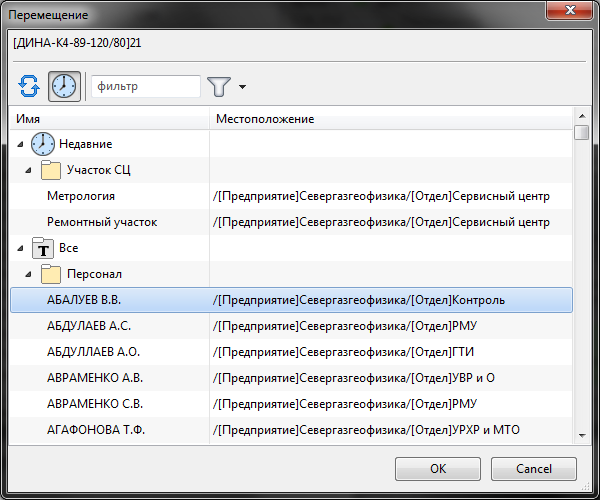 Перемещение
[ДИНА-К4-89-120/80]21
фильтр
Имя Местоположение
Недавние
Участок СЦ
Метрология /[Предприятие]Севергазгеофизика/[Отдел]Сервисный центр
Ремонтный участок /[Предприятие]Севергазгеофизика/[Отдел]Сервисный центр
T Все
Персонал
АБАЛУЕВ В.В. /[Предприятие]Севергазгеофизика/[Отдел]Контроль
АБДУЛАЕВ А.С. /[Предприятие]Севергазгеофизика/[Отдел]РМУ
АБДУЛЛАЕВ А.О. /[Предприятие]Севергазгеофизика/[Отдел]ГТИ
АВРАМЕНКО А.В. /[Предприятие]Севергазгеофизика/[Отдел]УВР и О
АВРАМЕНКО С.В. /[Предприятие]Севергазгеофизика/[Отдел]РМУ
АГАФОНОВА Т.Ф. /[Предприятие]Севергазгеофизика/[Отдел]УРХР и МТО
OK Cancel